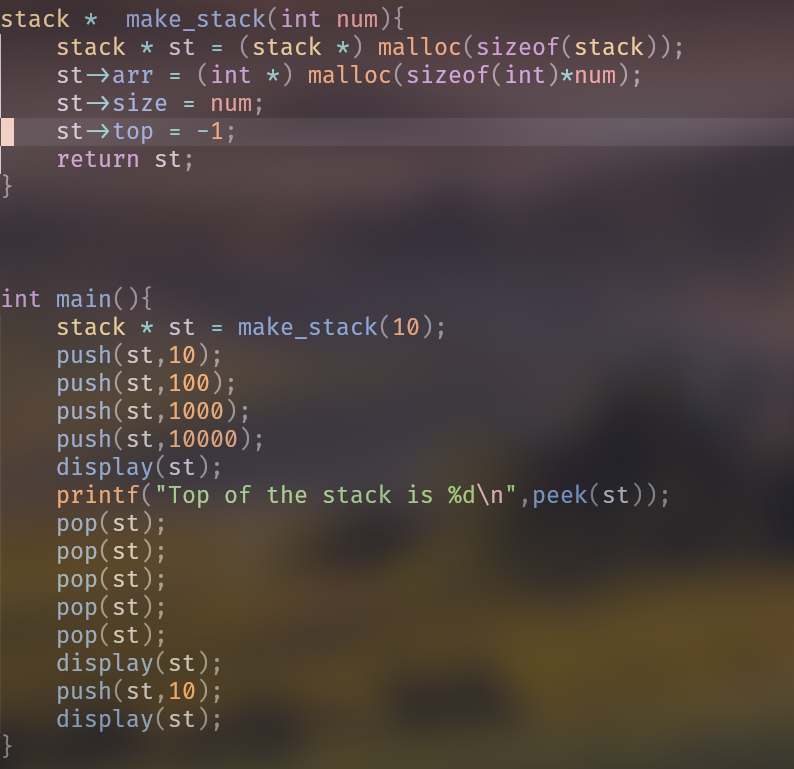 stack *  make_stack(int num){
    stack * st = (stack *) malloc(sizeof(stack));
    st->arr = (int *) malloc(sizeof(int)*num);
    st->size = num;
    st->top = -1;
    return st;
}
int main(){
    stack * st = make_stack(10);
    push(st,10);
    push(st,100);
    push(st,1000);
    push(st,10000);
    display(st);
    printf("Top of the stack is %d\n",peek(st));
    pop(st);
    pop(st);
    pop(st);
    pop(st);
    pop(st);
    display(st);
    push(st,10);
    display(st);
}